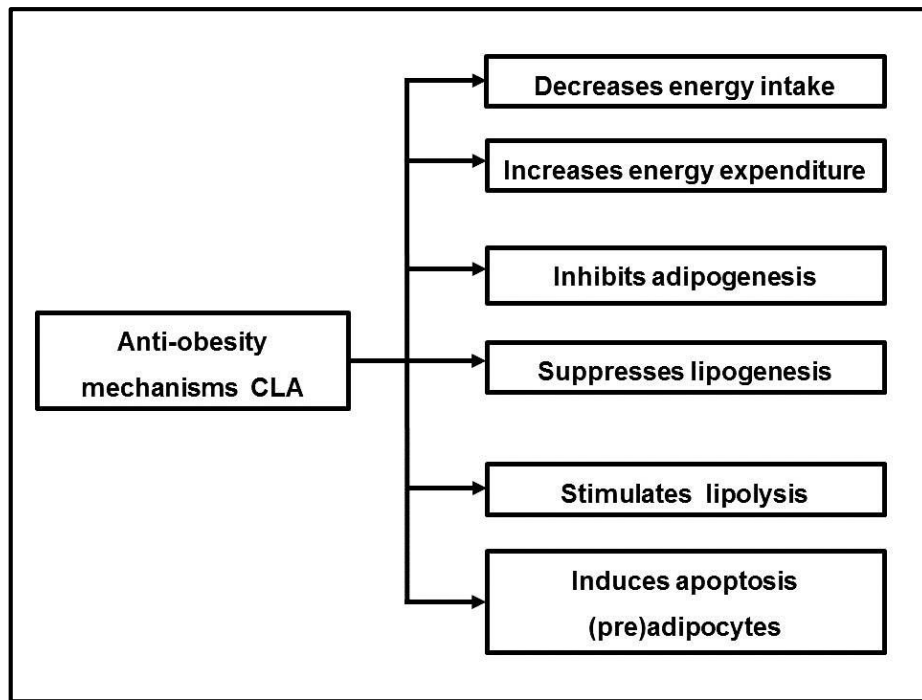 Decreases energy intake
Increases energy expenditure
Inhibits adipogenesis
Anti-obesity
mechanisms CLA
Suppresses lipogenesis
Stimulates lipolysis
Induces apoptosis
(pre)adipocytes